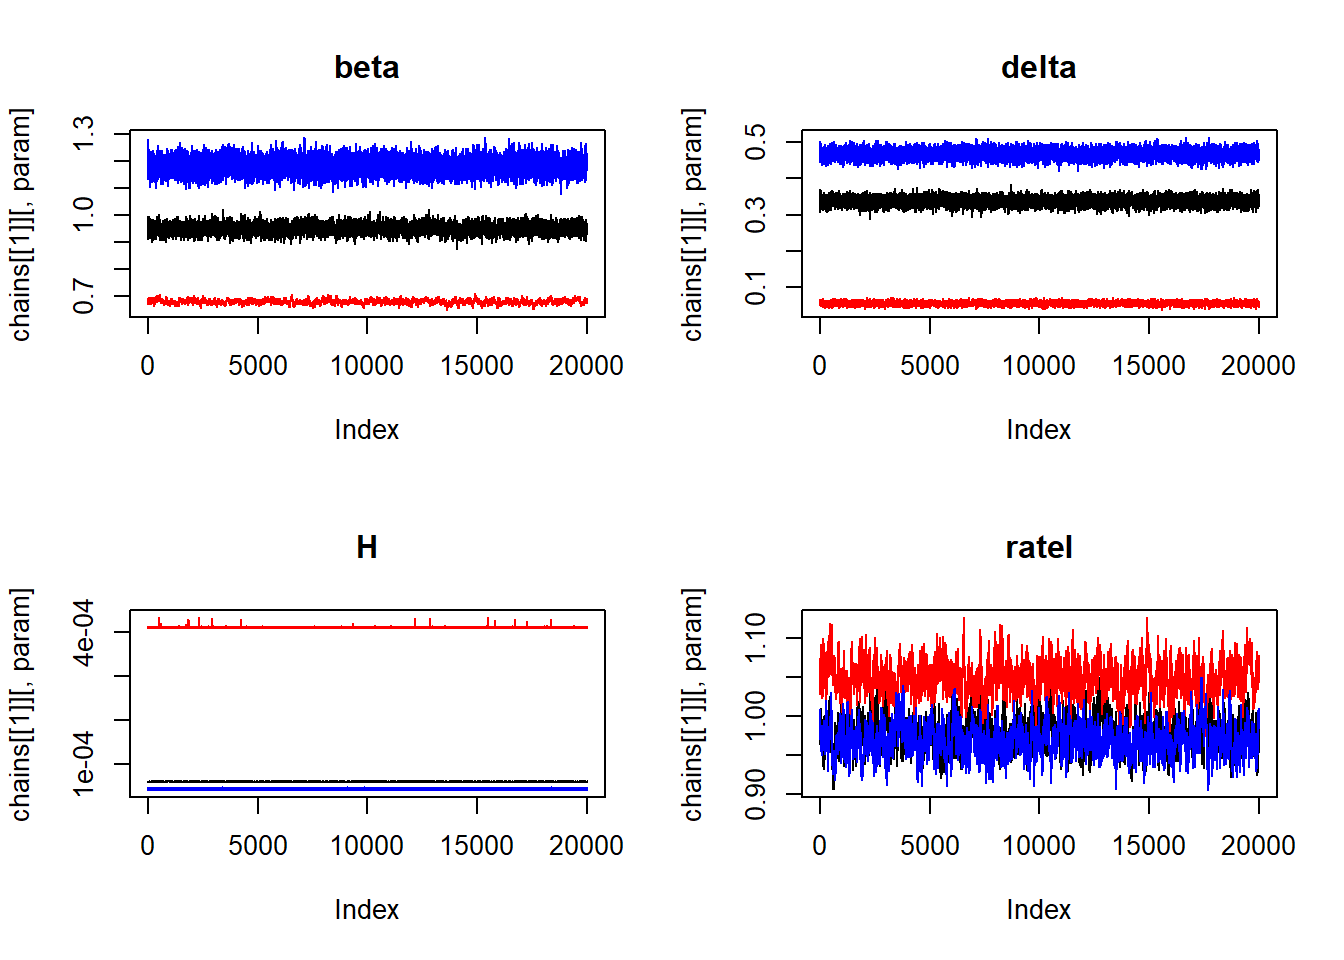 beta
chains[[1]][, param]
0.7 1.0 1.3
0 5000 10000 15000 20000
Index
delta
chains[[1]][, param]
0.1 0.3 0.5
0 5000 10000 15000 20000
Index
H
chains[[1]][, param]
1e-04 4e-04
0 5000 10000 15000 20000
Index
rateI
chains[[1]][, param]
0.90 1.00 1.10
0 5000 10000 15000 20000
Index